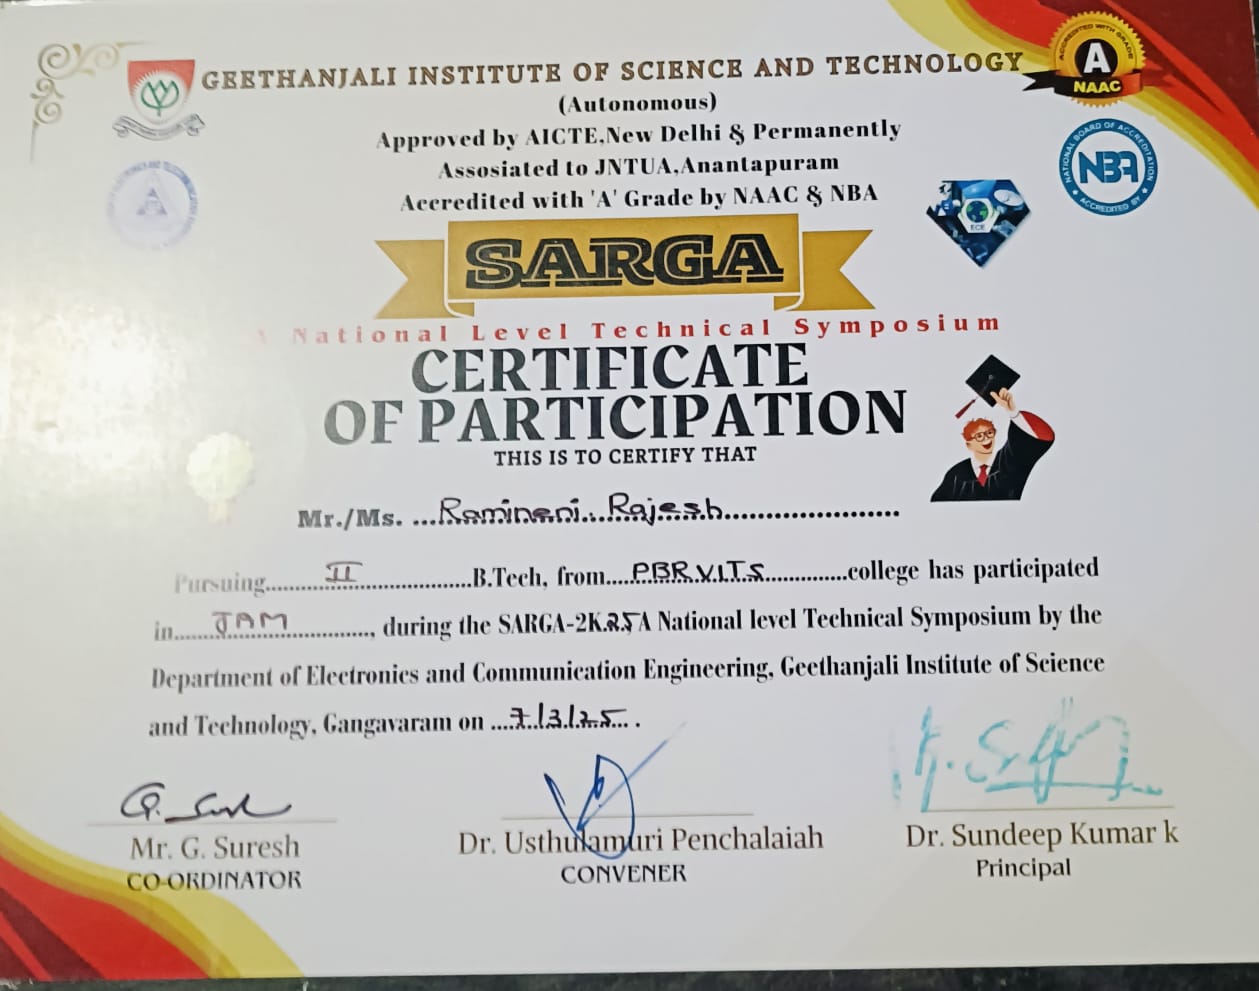 GEETHANJALI INSTITUTE OF SCIENCE AND TECHNOLOGY
(Autonomous)
Approved by AICTE,New Delhi & Permanently
Assosiated to JNTUA,Anantapuram
Accredited with 'A' Grade by NAAC & NBA
ACCREDITED WITH GRADE
A
NAAC
NATIONAL BOARD OF ACCREDITATION
NBA
ACCREDITED BY
ECE
SARGA
A National Level Technical Symposium
CERTIFICATE
OF PARTICIPATION
THIS IS TO CERTIFY THAT
Mr./Ms. ...Ramineni. Rajesh...
Pursuing...II...B.Tech, from...P.B.R.V.I.T.S...college has participated
in...JAM..., during the SARGA-2K25 A National level Technical Symposium by the
Department of Electronics and Communication Engineering, Geethanjali Institute of Science
and Technology, Gangavaram on ...7/3/25... .
G. Suresh
Mr. G. Suresh
CO-ORDINATOR
Dr. Usthulamuri Penchalaiah
CONVENER
Dr. Sundeep Kumar k
Principal